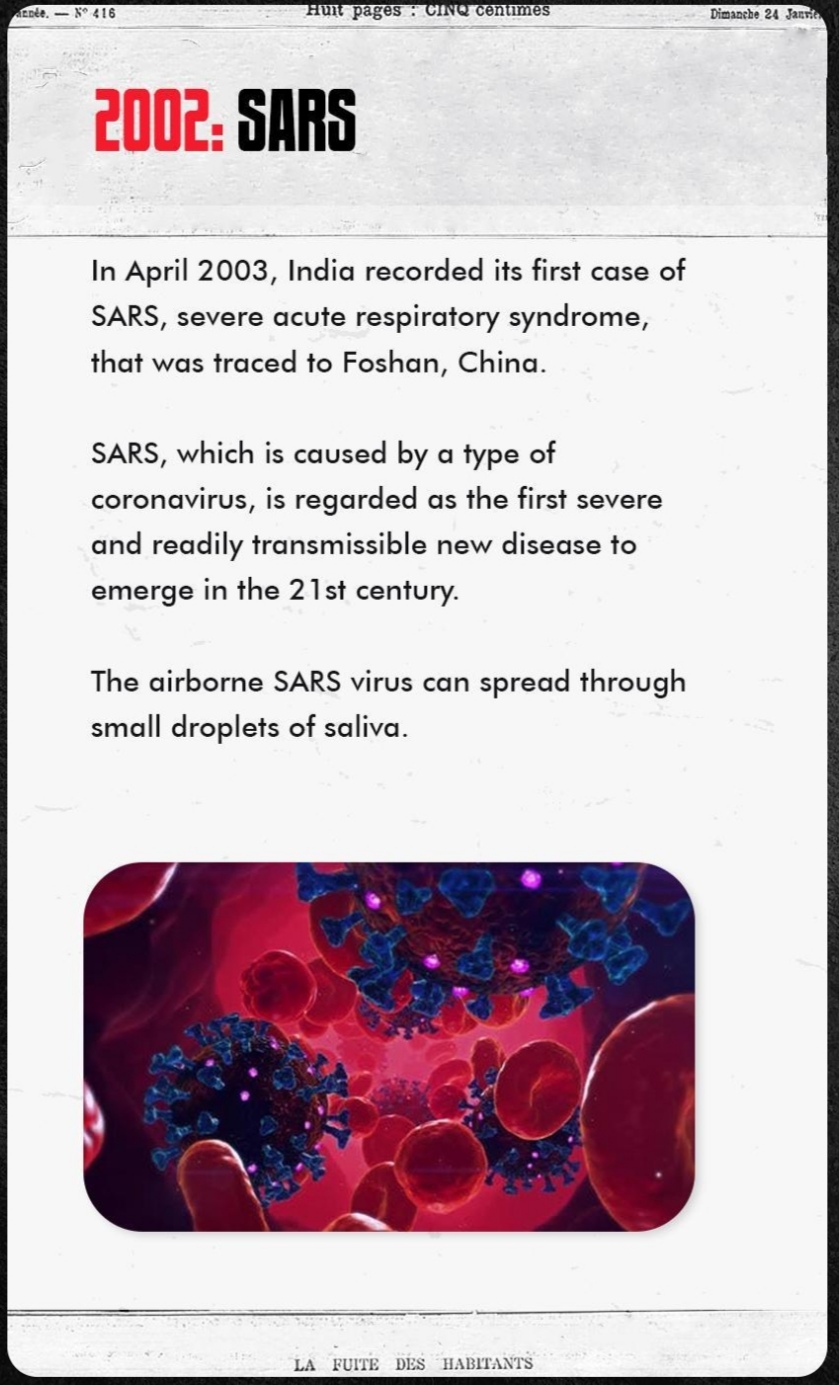 année. — N° 416
Huit pages : CINQ centimes
Dimanche 24 Janvier
2002: SARS
In April 2003, India recorded its first case of
SARS, severe acute respiratory syndrome,
that was traced to Foshan, China.
SARS, which is caused by a type of
coronavirus, is regarded as the first severe
and readily transmissible new disease to
emerge in the 21st century.
The airborne SARS virus can spread through
small droplets of saliva.
LA FUITE DES HABITANTS